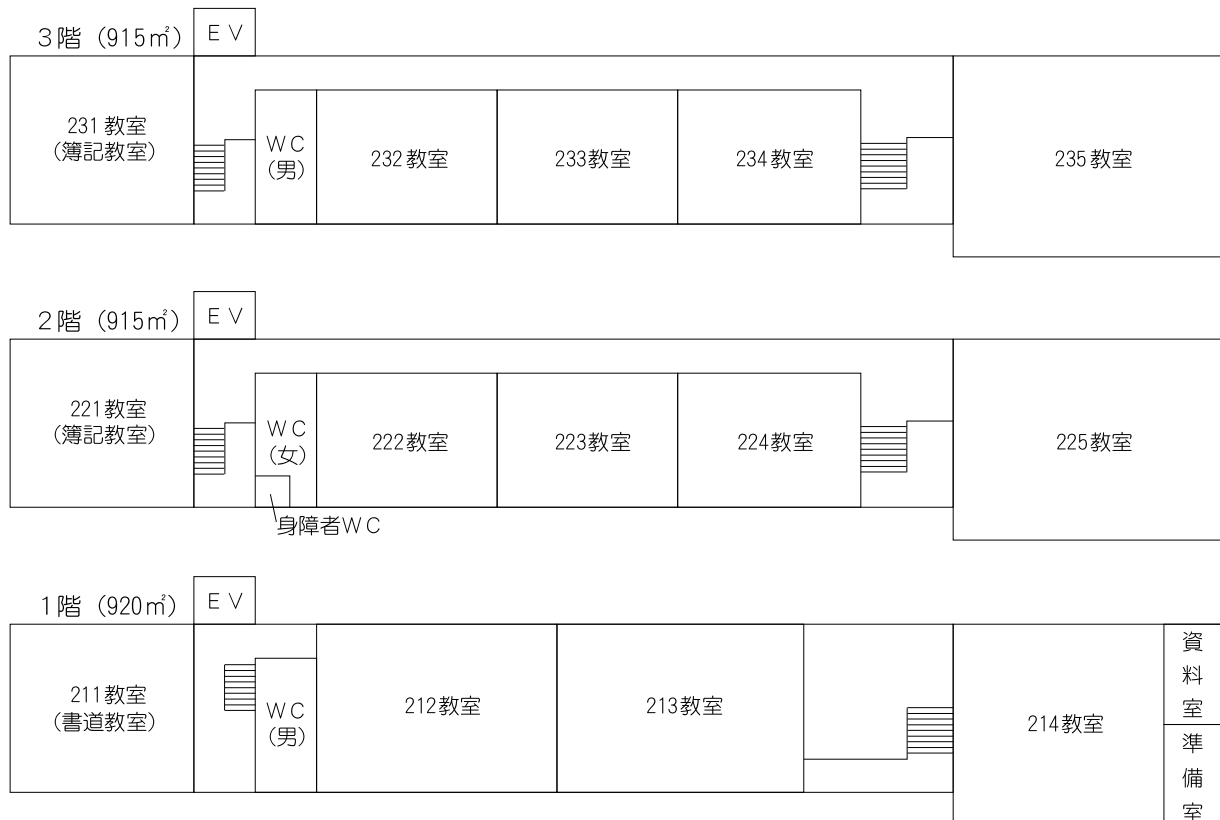 3階（915㎡）
ＥＶ
231教室
（簿記教室）
ＷＣ
（男）
232教室
233教室
234教室
235教室
2階（915㎡）
ＥＶ
221教室
（簿記教室）
ＷＣ
（女）
222教室
223教室
224教室
225教室
身障者ＷＣ
1階（920㎡）
ＥＶ
211教室
（書道教室）
ＷＣ
（男）
212教室
213教室
214教室
資料室
準備室